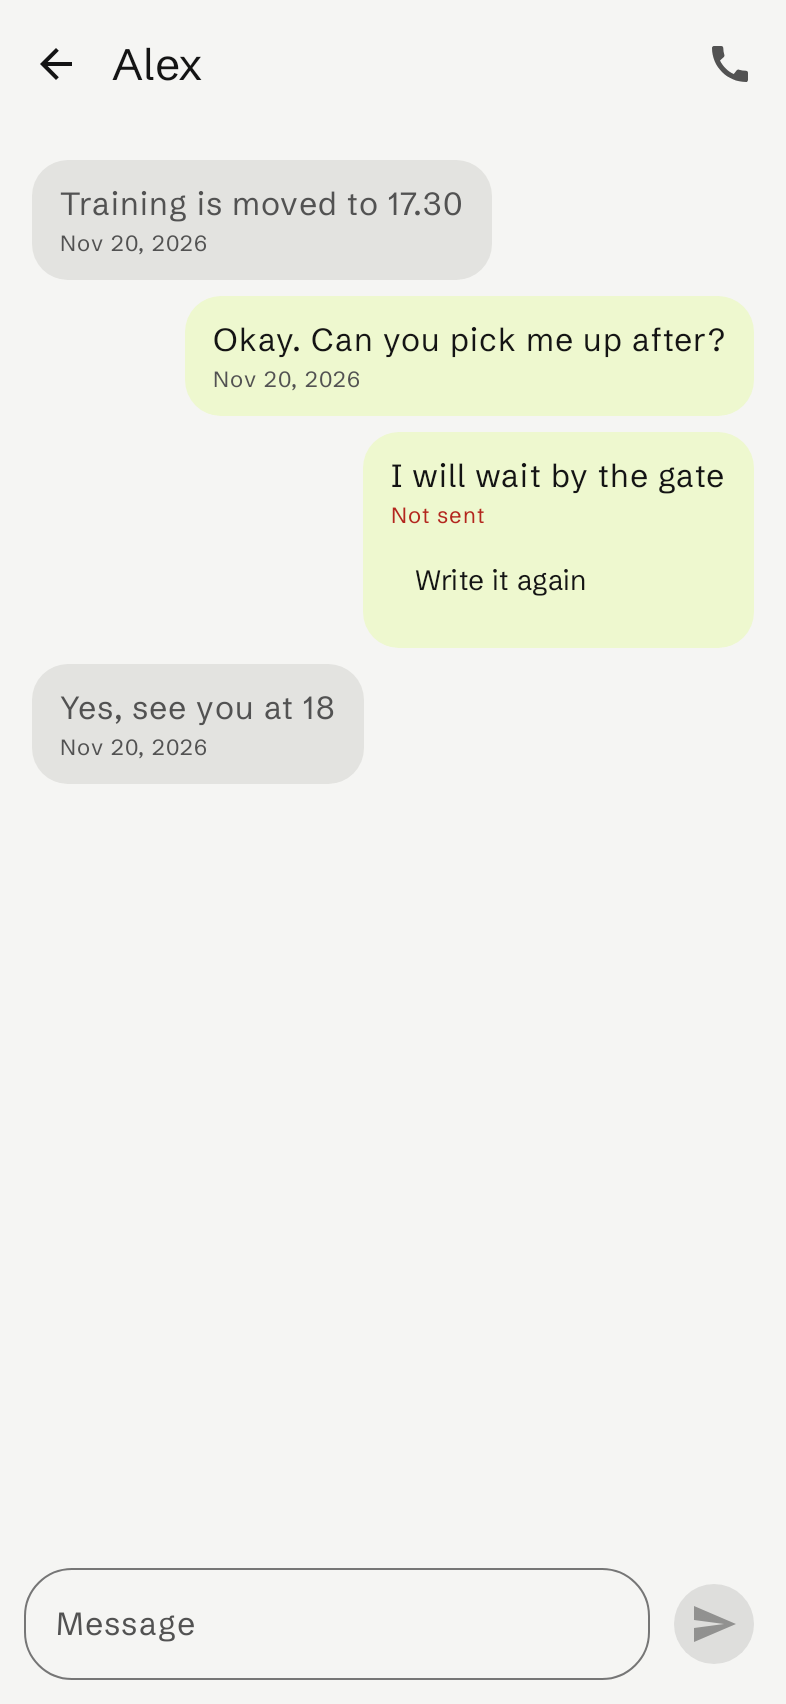 Alex
Training is moved to 17.30
Nov 20, 2026
Okay. Can you pick me up after?
Nov 20, 2026
I will wait by the gate
Not sent
Write it again
Yes, see you at 18
Nov 20, 2026
Message